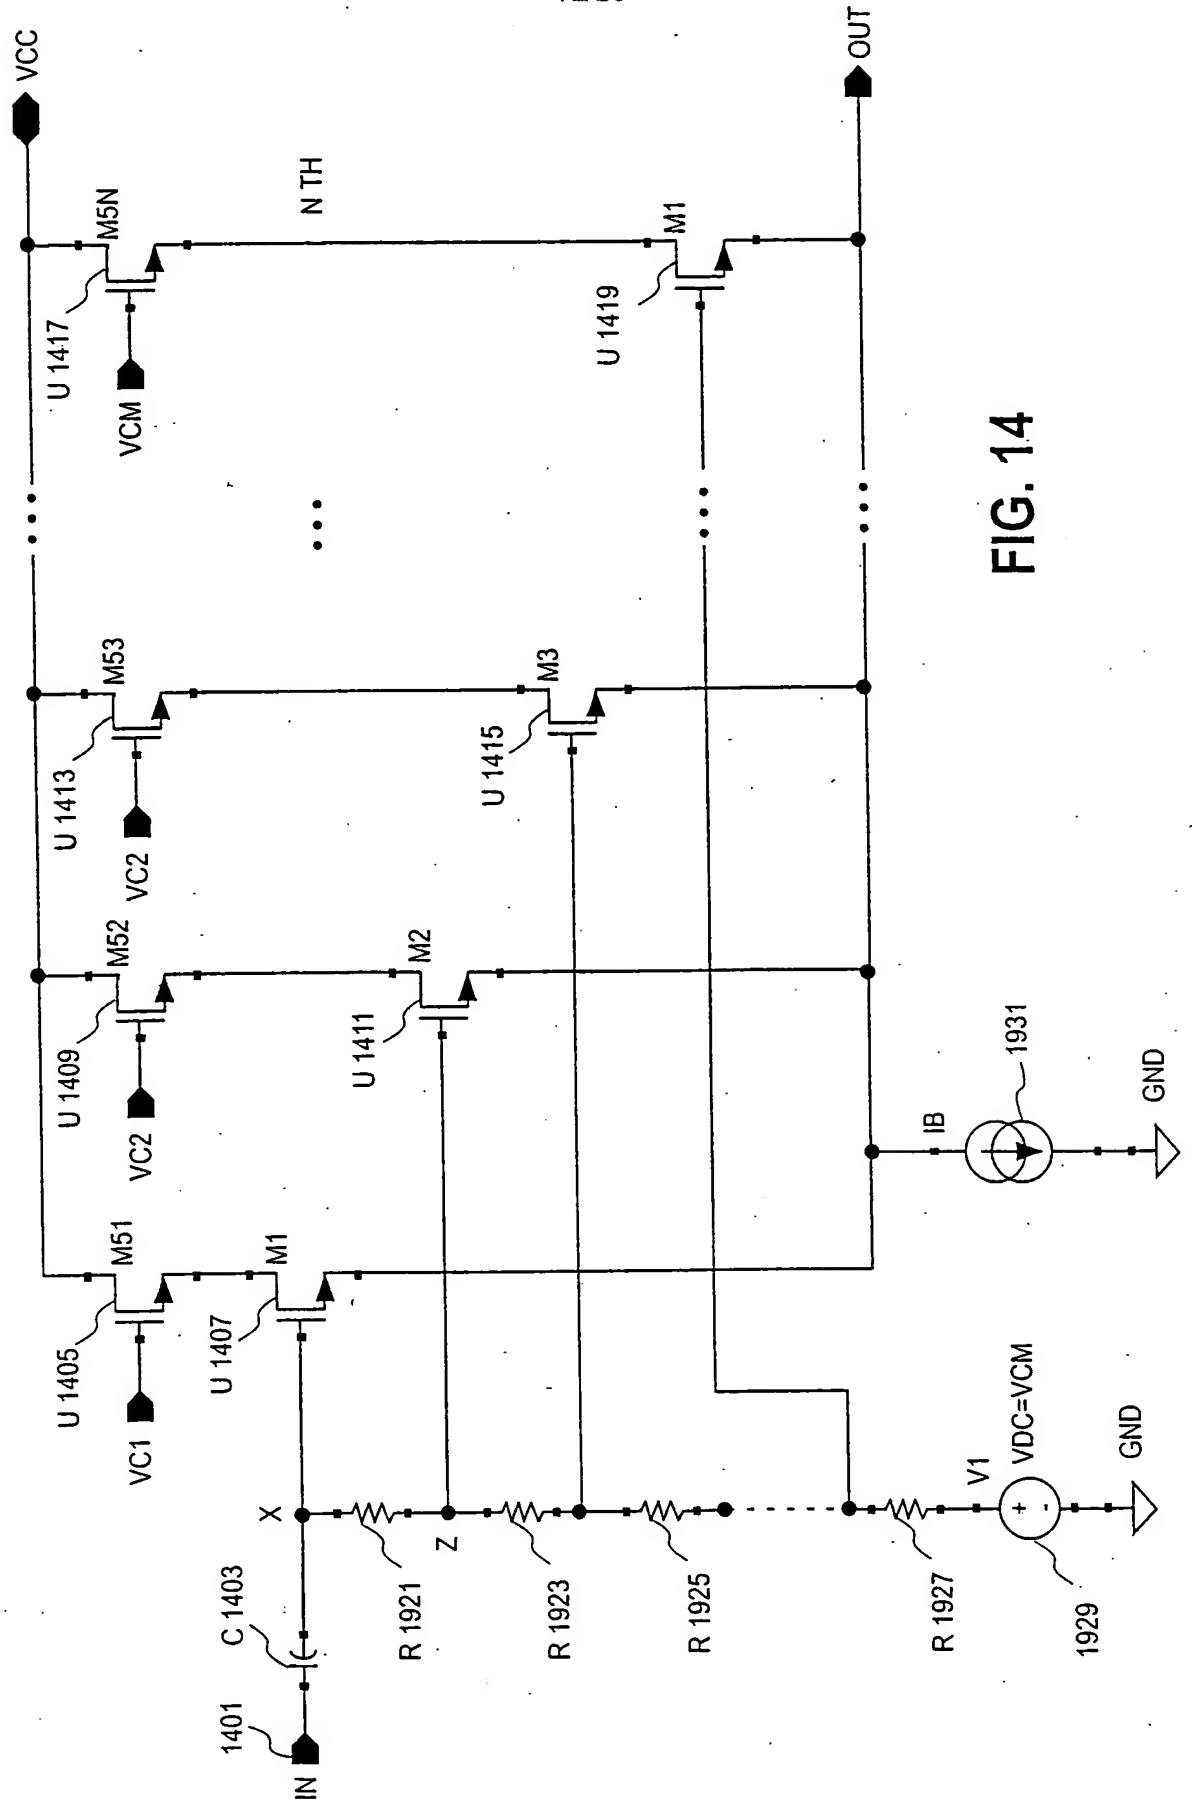 VCC
M5N
U 1417
VCM
N TH
M1
U 1419
OUT
M53
U 1413
VC2
M3
U 1415
M52
U 1409
VC2
M2
U 1411
M51
U 1405
VC1
M1
U 1407
X
C 1403
1401
IN
R 1921
Z
R 1923
R 1925
R 1927
V1
VDC=VCM
+
-
1929
GND
IB
1931
GND
FIG. 14